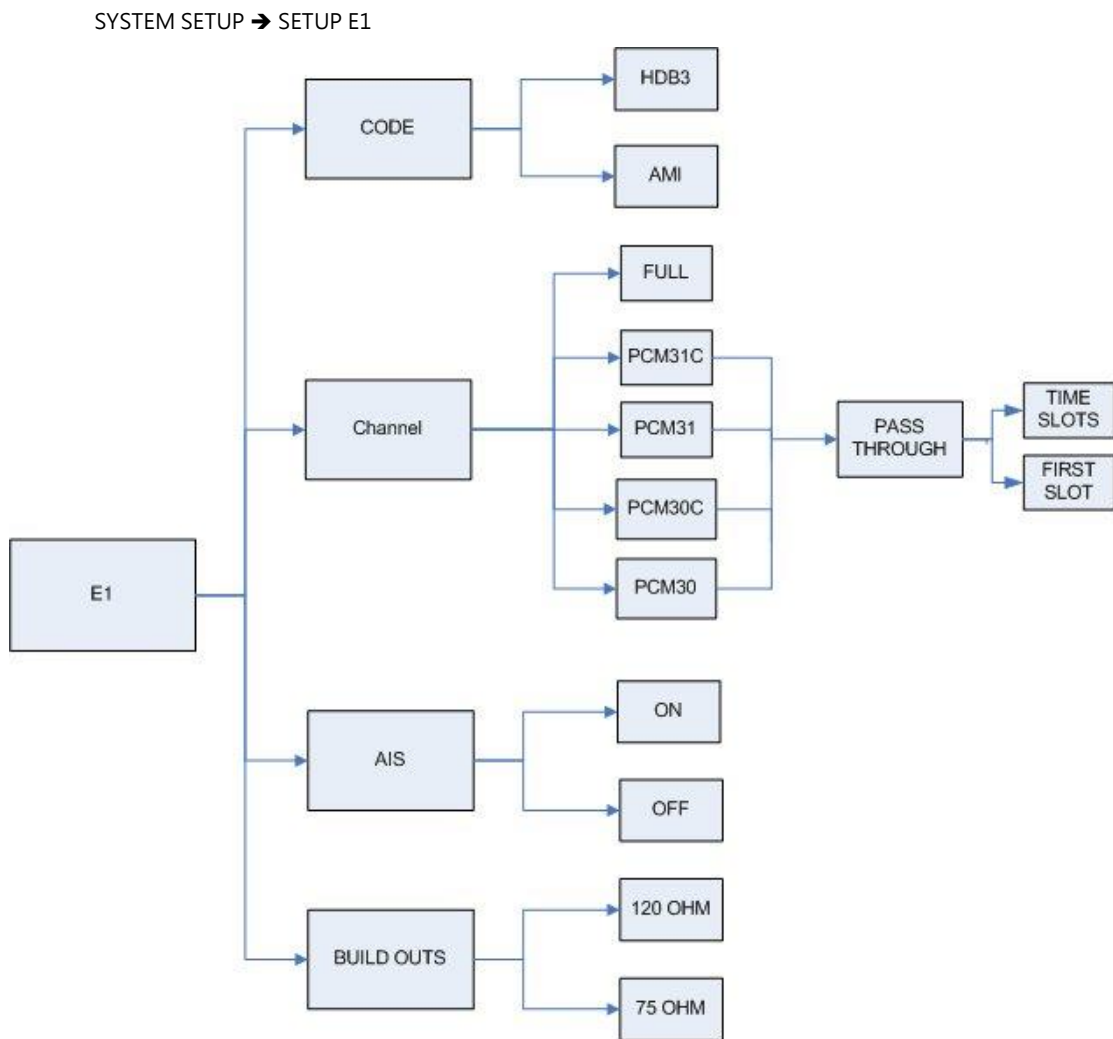 SYSTEM SETUP ➔ SETUP E1
E1
CODE
HDB3
AMI
Channel
FULL
PCM31C
PCM31
PCM30C
PCM30
PASS
THROUGH
TIME
SLOTS
FIRST
SLOT
AIS
ON
OFF
BUILD OUTS
120 OHM
75 OHM